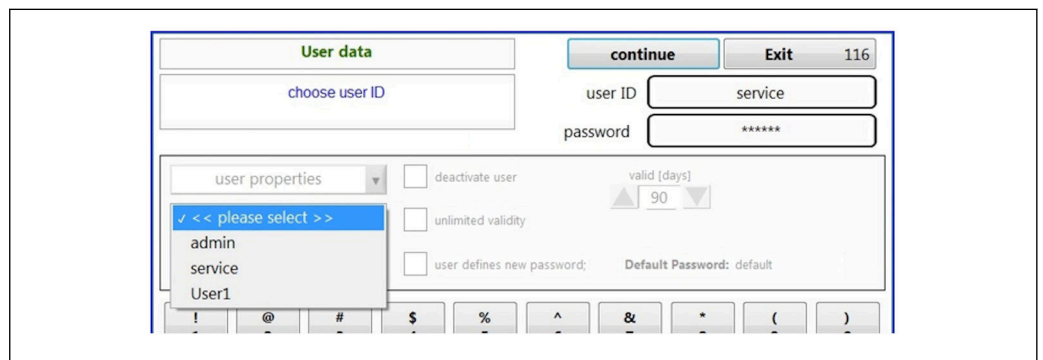 User data
continue
Exit 116
choose user ID
user ID service
password ******
user properties
deactivate user
valid [days]
90
✓ << please select >>
unlimited validity
admin
service
user defines new password; Default Password: default
User1
! @ # $ % ^ & * ( )